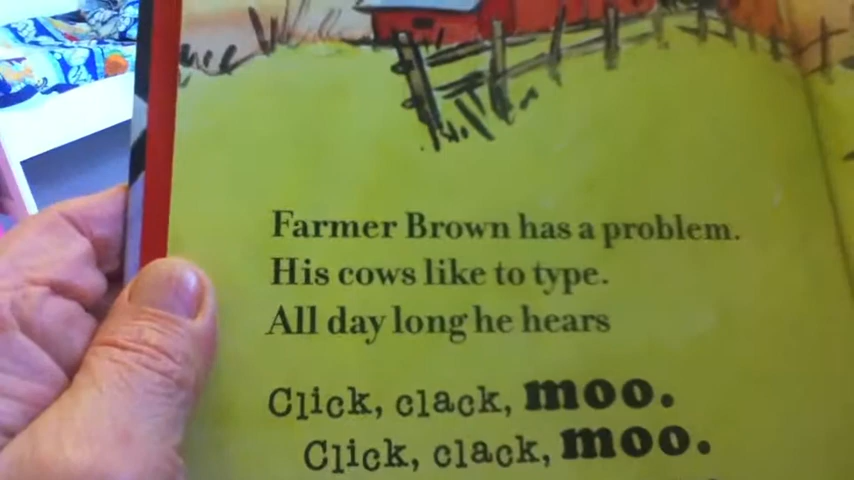 Farmer Brown has a problem.
His cows like to type.
All day long he hears
Click, clack, moo.
Click, clack, moo.